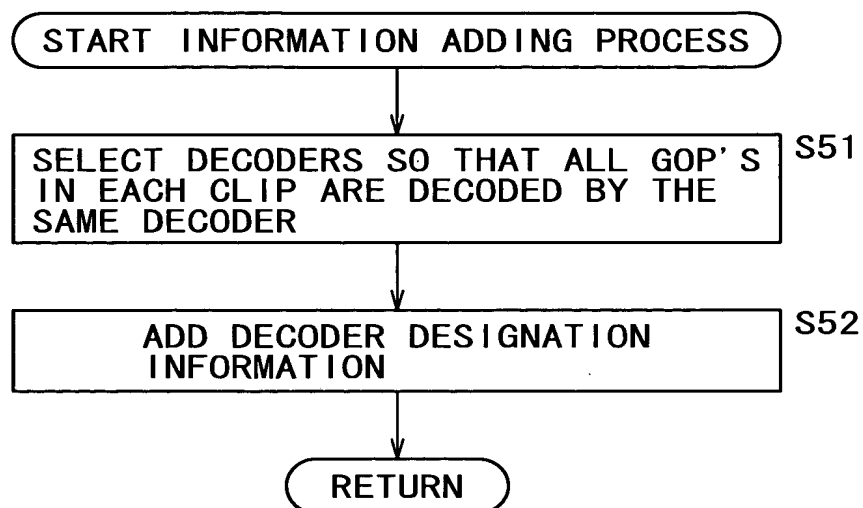 START INFORMATION ADDING PROCESS
SELECT DECODERS SO THAT ALL GOP'S S51
IN EACH CLIP ARE DECODED BY THE
SAME DECODER
ADD DECODER DESIGNATION S52
INFORMATION
RETURN